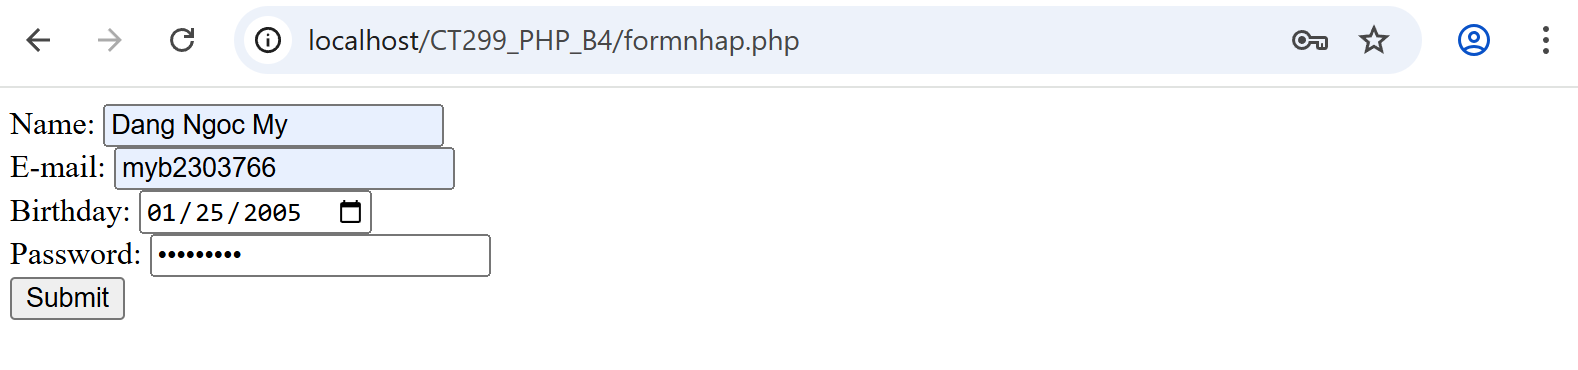 localhost/CT299_PHP_B4/formnhap.php
Name: Dang Ngoc My
E-mail: myb2303766
Birthday: 01/25/2005
Password: •••••••••
Submit